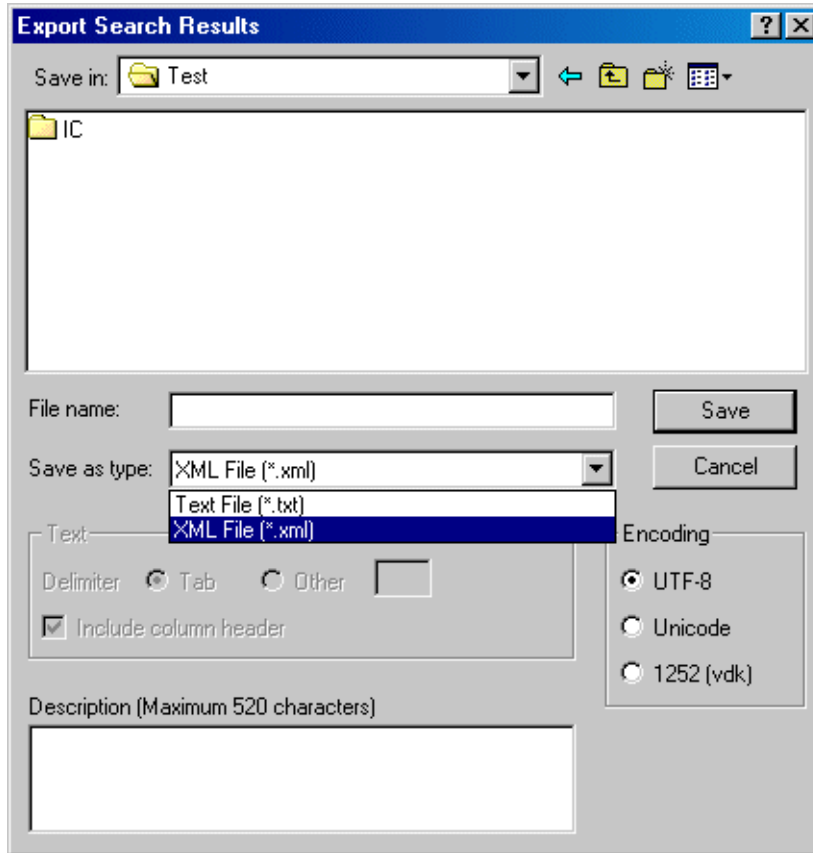 Export Search Results
Save in: Test
IC
File name:
Save
Save as type: XML File (*.xml)
Cancel
Text File (*.txt)
XML File (*.xml)
Text
Encoding
Delimiter Tab Other
UTF-8
Include column header
Unicode
1252 (vdk)
Description (Maximum 520 characters)